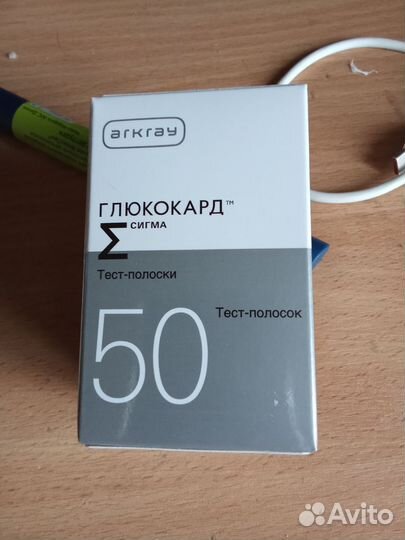 arkray
ГЛЮКОКАРД™
Σ СИГМА
Тест-полоски
50 Тест-полосок
Avito